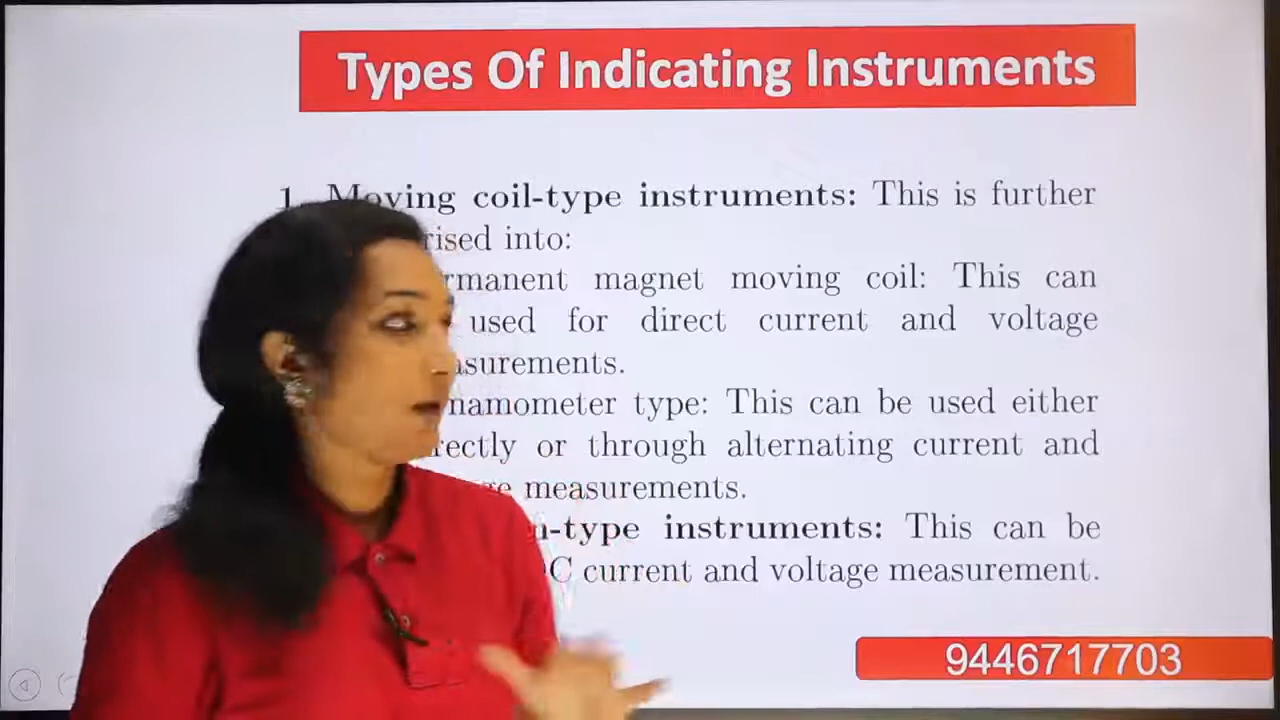 Types Of Indicating Instruments
1. Moving coil-type instruments: This is further
rised into:
rmanent magnet moving coil: This can
used for direct current and voltage
asurements.
namometer type: This can be used either
rectly or through alternating current and
measurements.
n-type instruments: This can be
C current and voltage measurement.
9446717703